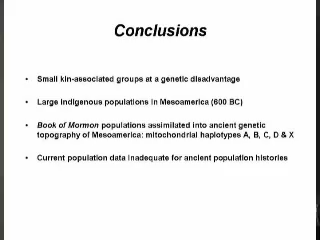 Conclusions
• Small kin-associated groups at a genetic disadvantage
• Large indigenous populations in Mesoamerica (600 BC)
• Book of Mormon populations assimilated into ancient genetic
topography of Mesoamerica: mitochondrial haplotypes A, B, C, D & X
• Current population data inadequate for ancient population histories